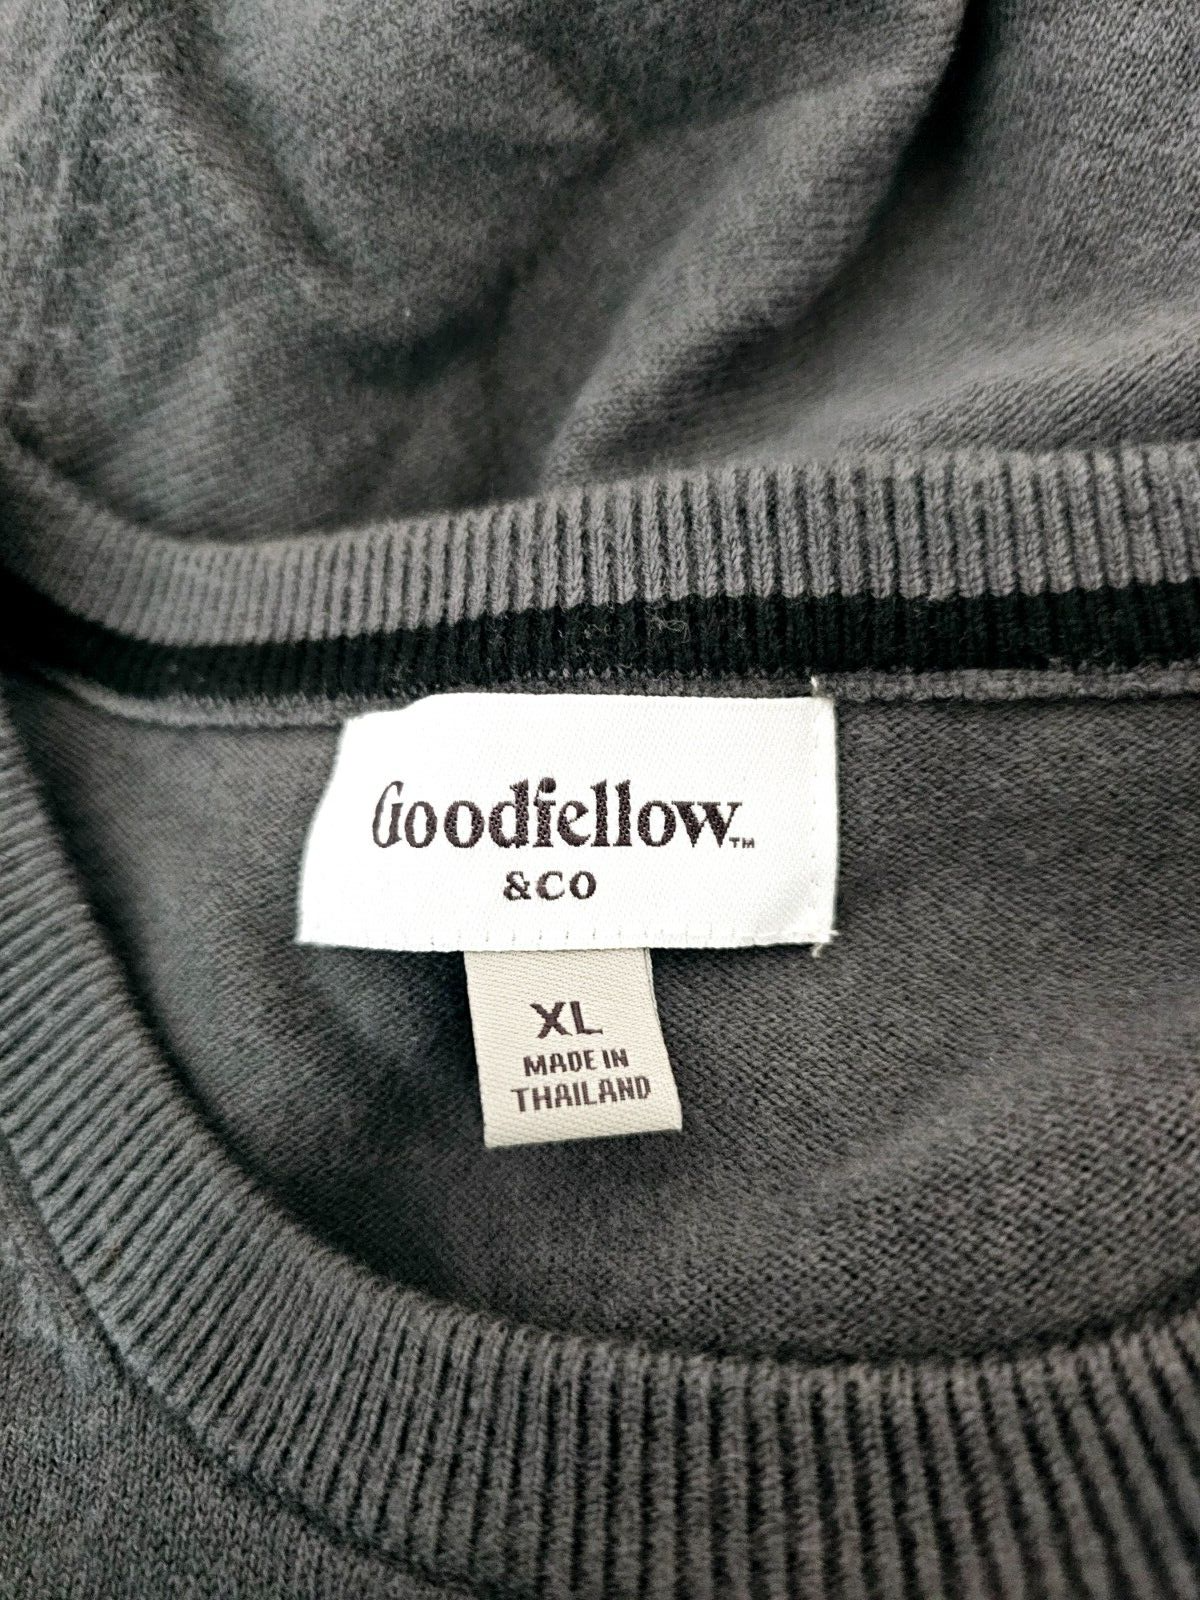 Goodfellow™
&CO
XL
MADE IN
THAILAND